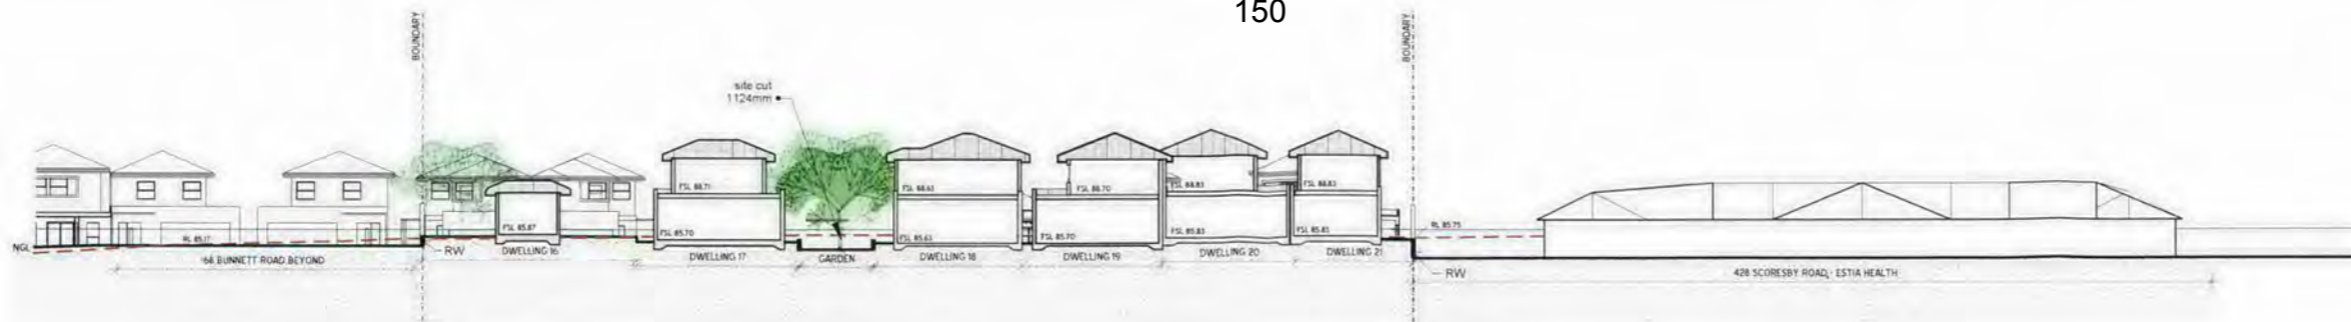 150
BOUNDARY
BOUNDARY
site cut
1124mm
FSL 88.71
FSL 88.63
FSL 88.70
FSL 88.83
FSL 88.83
NGL
RL 85.17
FSL 85.87
FSL 85.70
FSL 85.63
FSL 85.70
FSL 85.83
FSL 85.83
RL 85.75
68 BUNNETT ROAD BEYOND
RW
DWELLING 16
DWELLING 17
GARDEN
DWELLING 18
DWELLING 19
DWELLING 20
DWELLING 21
RW
428 SCORESBY ROAD, - ESTIA HEALTH